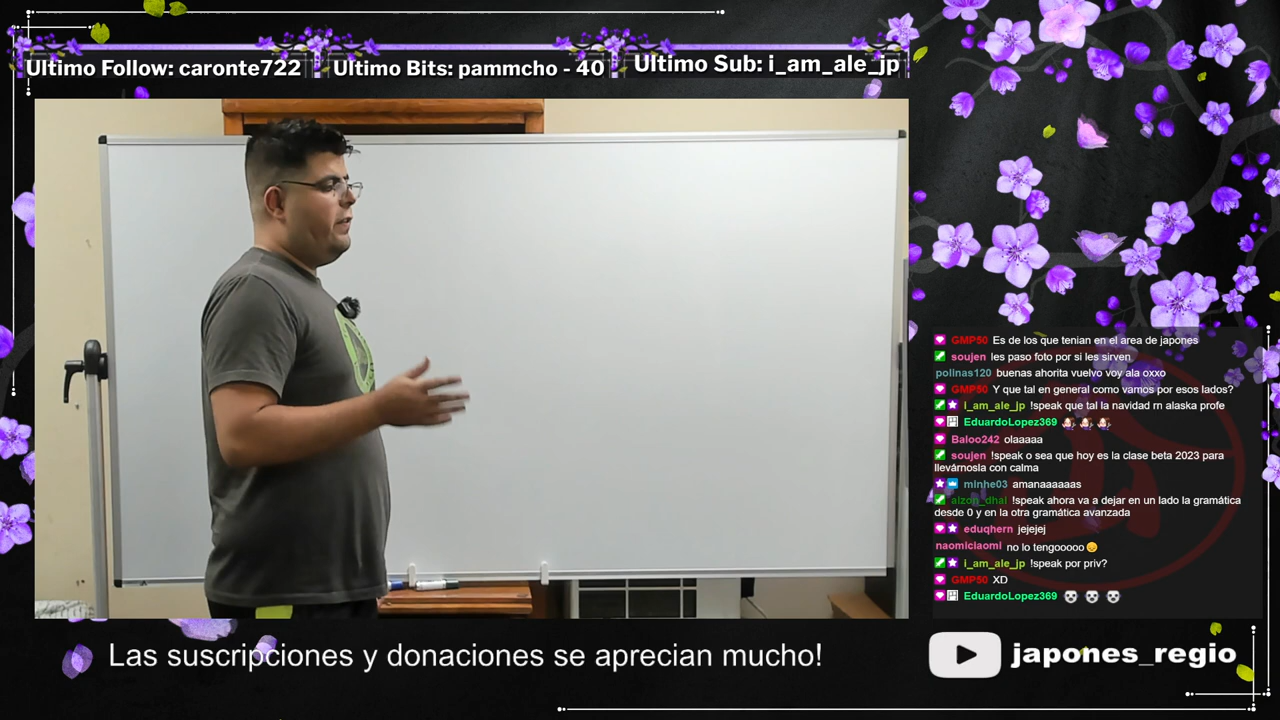 Ultimo Follow: caronte722
Ultimo Bits: pammcho - 40
Ultimo Sub: i_am_ale_jp
GMP50 Es de los que tenian en el area de japones
soujen les paso foto por si les sirven
polinas120 buenas ahorita vuelvo voy ala oxxo
GMP50 Y que tal en general como vamos por esos lados?
i_am_ale_jp !speak que tal la navidad rn alaska profe
EduardoLopez369
Baloo242 olaaaaa
soujen !speak o sea que hoy es la clase beta 2023 para
llevárnosla con calma
minhe03 amanaaaaaas
aizon_dhal !speak ahora va a dejar en un lado la gramática
desde 0 y en la otra gramática avanzada
eduqhern jejejej
naomiciaomi no lo tengooooo
i_am_ale_jp !speak por priv?
GMP50 XD
EduardoLopez369
Las suscripciones y donaciones se aprecian mucho!
japones_regio